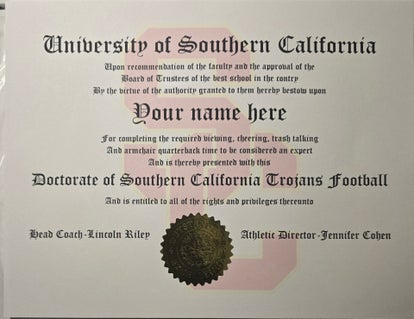 University of Southern California
Upon recommendation of the faculty and the approval of the
Board of Trustees of the best school in the contry
By the virtue of the authority granted to them hereby bestow upon
Your name here
For completing the required viewing, cheering, trash talking
And armchair quarterback time to be considered an expert
And is thereby presented with this
Doctorate of Southern California Trojans Football
And is entitled to all of the rights and privileges thereunto
Head Coach-Lincoln Riley Athletic Director-Jennifer Cohen
SC